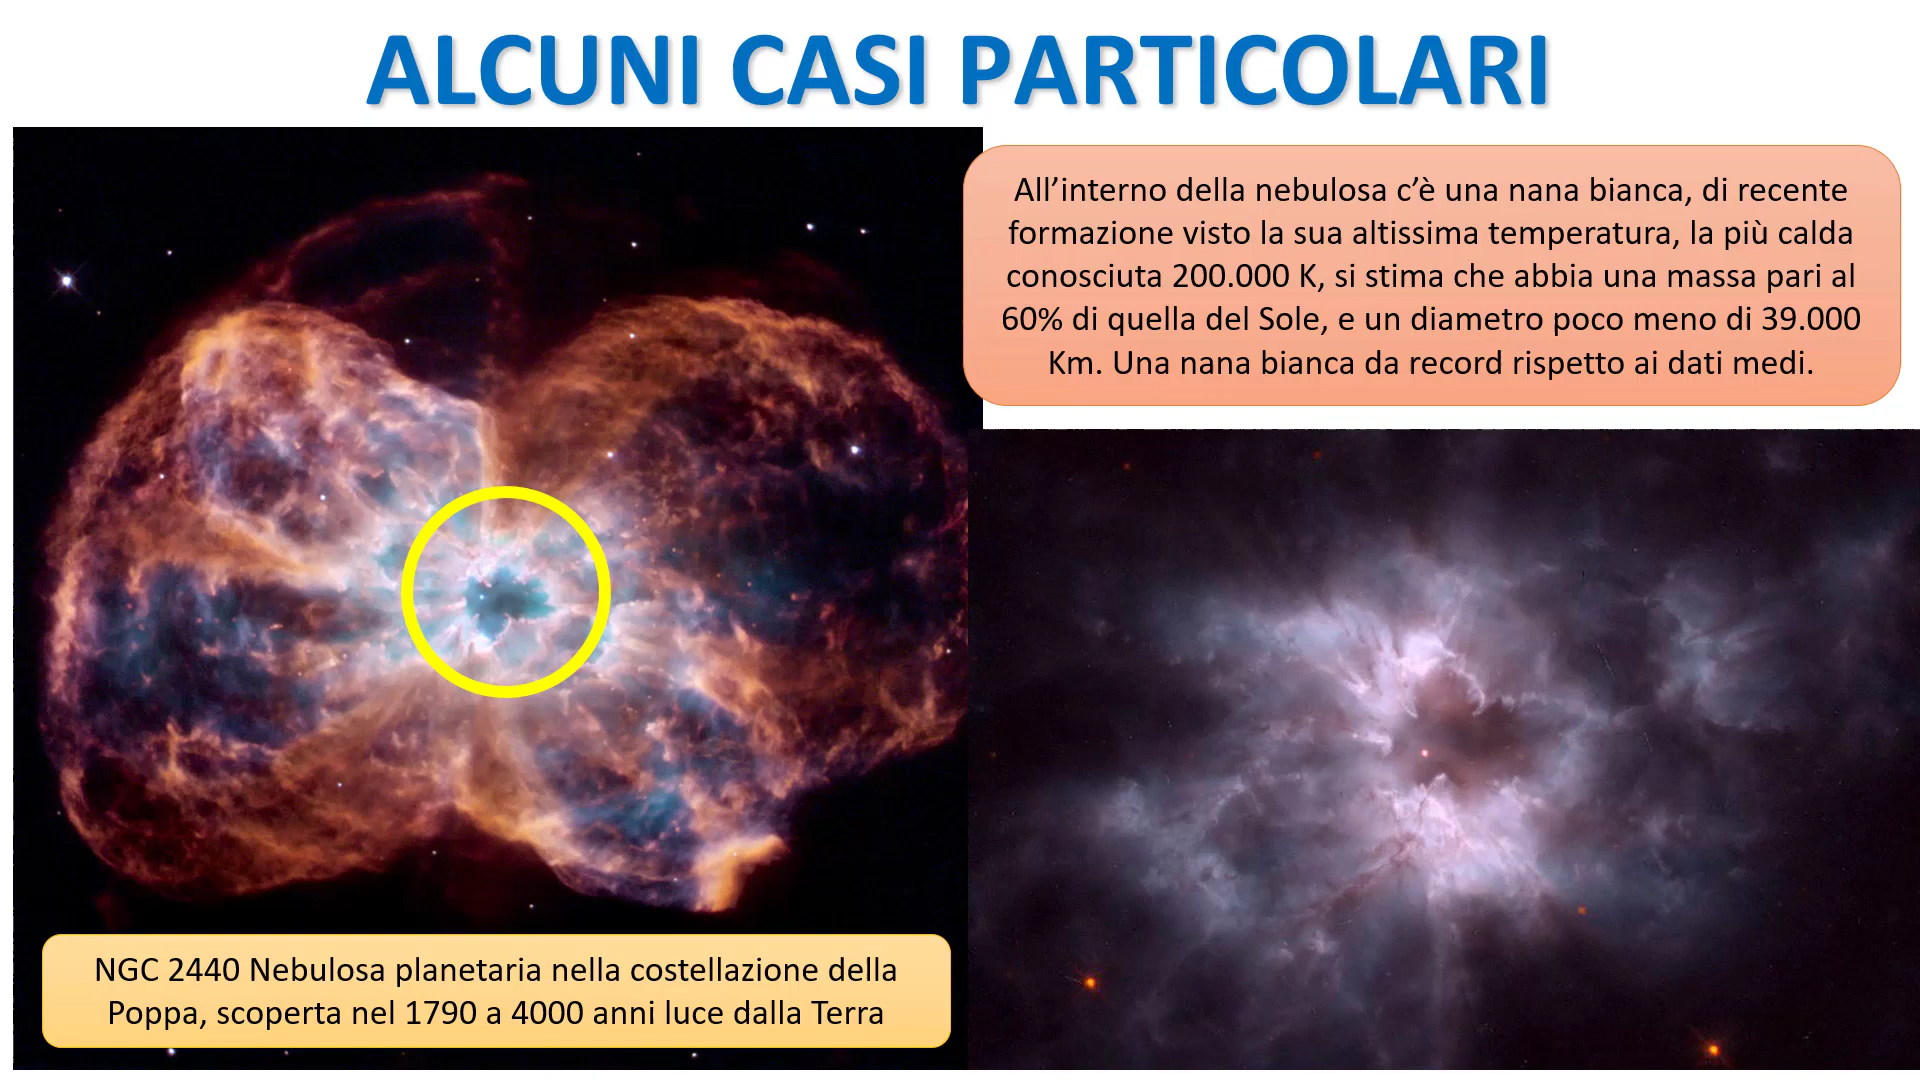 ALCUNI CASI PARTICOLARI
All’interno della nebulosa c’è una nana bianca, di recente
formazione visto la sua altissima temperatura, la più calda
conosciuta 200.000 K, si stima che abbia una massa pari al
60% di quella del Sole, e un diametro poco meno di 39.000
Km. Una nana bianca da record rispetto ai dati medi.
NGC 2440 Nebulosa planetaria nella costellazione della
Poppa, scoperta nel 1790 a 4000 anni luce dalla Terra